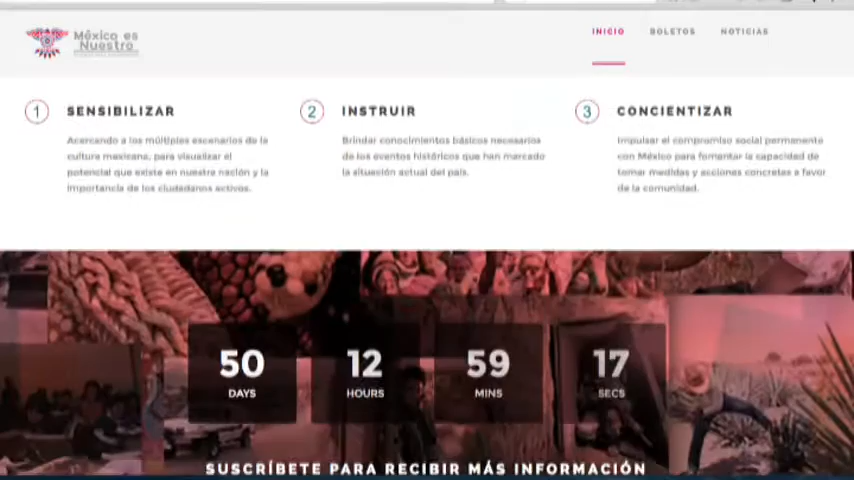 México es
Nuestro
INICIO
BOLETOS
NOTICIAS
1
SENSIBILIZAR
Acercando a los múltiples escenarios de la
cultura mexicana, para visualizar el
potencial que existe en nuestra nación y la
importancia de los ciudadanos activos.
2
INSTRUIR
Brindar conocimientos básicos necesarios
de los eventos históricos que han marcado
la situación actual del país.
3
CONCIENTIZAR
Impulsar el compromiso social permanente
con México para fomentar la capacidad de
tomar medidas y acciones concretas a favor
de la comunidad.
50
DAYS
12
HOURS
59
MINS
17
SECS
SUSCRÍBETE PARA RECIBIR MÁS INFORMACIÓN